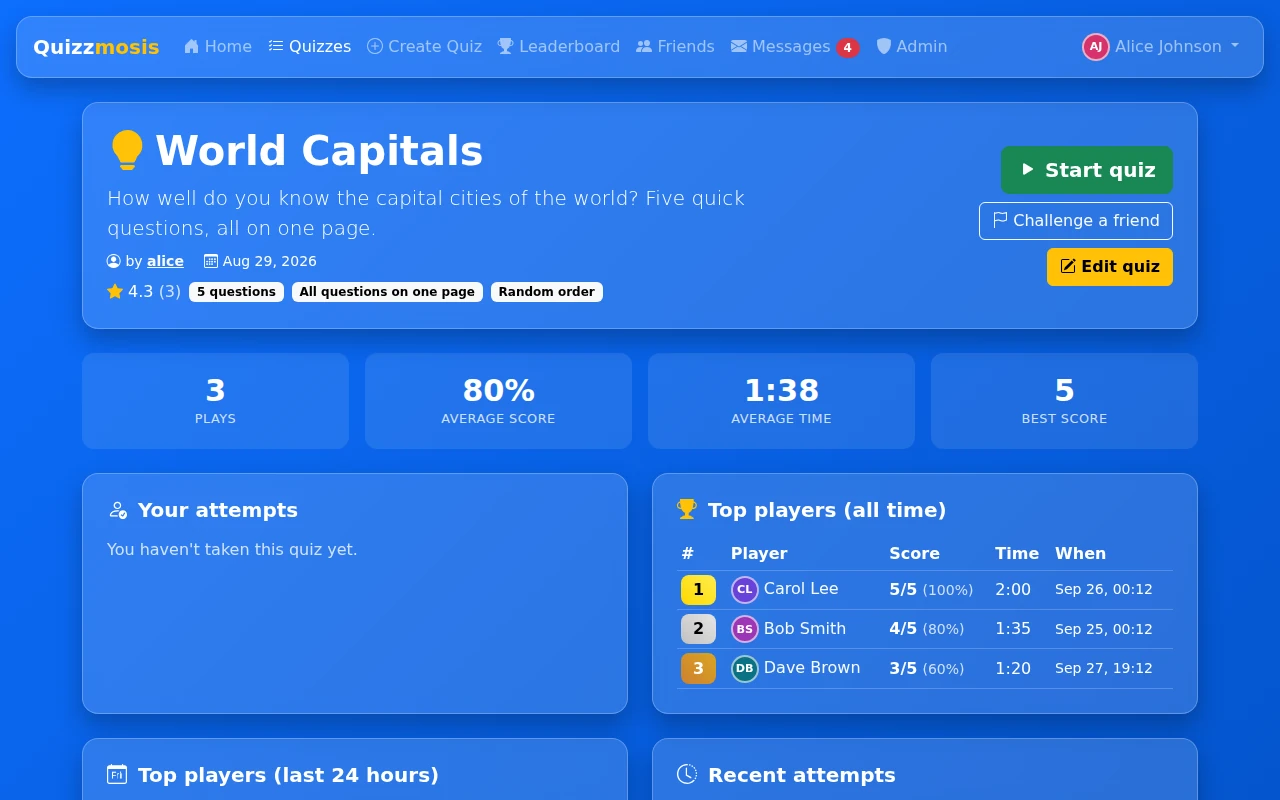 Quizzmosis Home Quizzes Create Quiz Leaderboard Friends Messages 4 Admin AJ Alice Johnson
World Capitals
How well do you know the capital cities of the world? Five quick
questions, all on one page.
by alice Aug 29, 2026
4.3 (3) 5 questions All questions on one page Random order
Start quiz
Challenge a friend
Edit quiz
3
PLAYS
80%
AVERAGE SCORE
1:38
AVERAGE TIME
5
BEST SCORE
Your attempts
You haven't taken this quiz yet.
Top players (all time)
# Player Score Time When
1 CL Carol Lee 5/5 (100%) 2:00 Sep 26, 00:12
2 BS Bob Smith 4/5 (80%) 1:35 Sep 25, 00:12
3 DB Dave Brown 3/5 (60%) 1:20 Sep 27, 19:12
Top players (last 24 hours)
Recent attempts